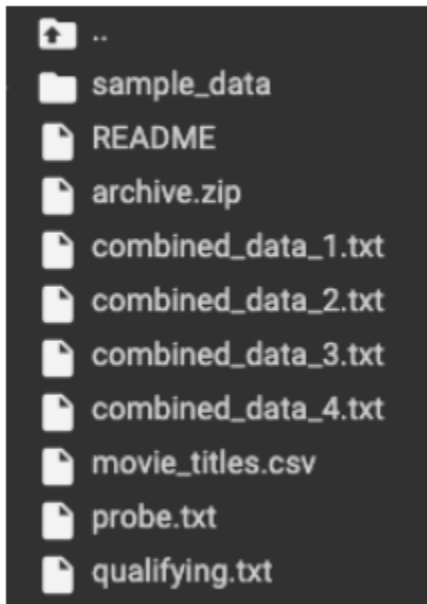 ..
sample_data
README
archive.zip
combined_data_1.txt
combined_data_2.txt
combined_data_3.txt
combined_data_4.txt
movie_titles.csv
probe.txt
qualifying.txt